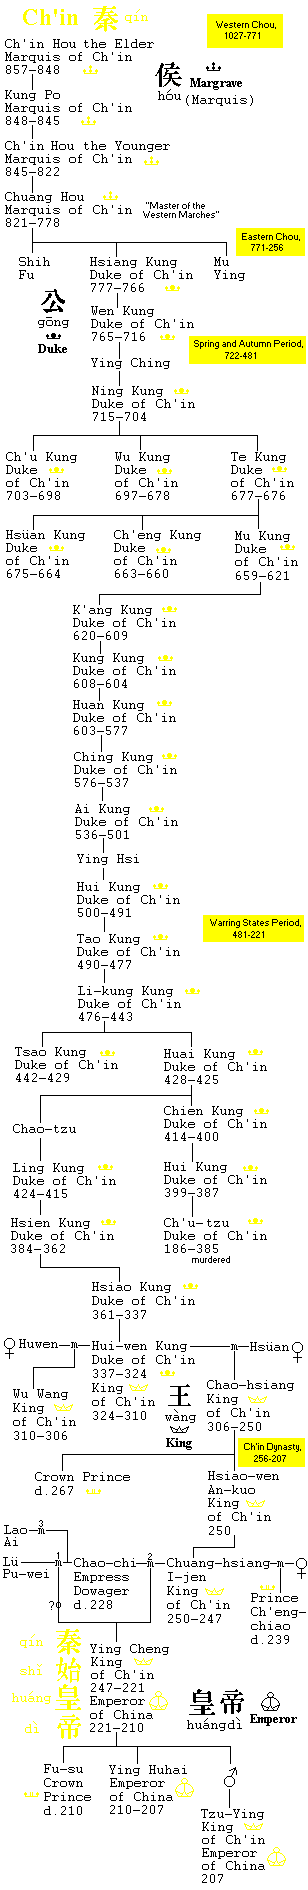 Ch'in 秦 qín
Western Chou,
1027-771
Ch'in Hou the Elder
Marquis of Ch'in
857-848
侯 Margrave
hóu (Marquis)
Kung Po
Marquis of Ch'in
848-845
Ch'in Hou the Younger
Marquis of Ch'in
845-822
Chuang Hou
Marquis of Ch'in
821-778
"Master of the
Western Marches"
Eastern Chou,
771-256
Shih
Fu
Hsiang Kung
Duke of Ch'in
777-766
Mu
Ying
公
gōng
Duke
Wen Kung
Duke of Ch'in
765-716
Spring and Autumn Period,
722-481
Ying Ching
Ning Kung
Duke of Ch'in
715-704
Ch'u Kung
Duke
of Ch'in
703-698
Wu Kung
Duke
of Ch'in
697-678
Te Kung
Duke
of Ch'in
677-676
Hsüan Kung
Duke
of Ch'in
675-664
Ch'eng Kung
Duke
of Ch'in
663-660
Mu Kung
Duke
of Ch'in
659-621
K'ang Kung
Duke of Ch'in
620-609
Kung Kung
Duke of Ch'in
608-604
Huan Kung
Duke of Ch'in
603-577
Ching Kung
Duke of Ch'in
576-537
Ai Kung
Duke of Ch'in
536-501
Ying Hsi
Hui Kung
Duke of Ch'in
500-491
Warring States Period,
481-221
Tao Kung
Duke of Ch'in
490-477
Li-kung Kung
Duke of Ch'in
476-443
Tsao Kung
Duke of Ch'in
442-429
Huai Kung
Duke of Ch'in
428-425
Chao-tzu
Chien Kung
Duke of Ch'in
414-400
Ling Kung
Duke of Ch'in
424-415
Hui Kung
Duke of Ch'in
399-387
Hsien Kung
Duke of Ch'in
384-362
Ch'u-tzu
Duke of Ch'in
186-385
murdered
Hsiao Kung
Duke of Ch'in
361-337
♀ Huwen m Hui-wen Kung m Hsüan ♀
Duke of Ch'in
337-324
King
of Ch'in
324-310
Wu Wang
King
of Ch'in
310-306
王
wàng
King
Chao-hsiang
King
of Ch'in
306-250
Ch'in Dynasty,
256-207
Crown Prince
d.267
Hsiao-wen
An-kuo
King
of Ch'in
250
Lao m 3
Ai
Lü m 1 Chao-chi m 2 Chuang-hsiang m ♀
Pu-wei
Empress
Dowager
d.228
I-jen
King
of Ch'in
250-247
Prince
Ch'eng-
chiao
d.239
??
qín 秦
shǐ 始
huáng 皇
dì 帝
Ying Cheng
King
of Ch'in
247-221
Emperor
of China
221-210
皇帝 Emperor
huángdì
Fu-su
Crown
Prince
d.210
Ying Huhai
Emperor
of China
210-207
♂
Tzu-Ying
King
of Ch'in
Emperor
of China
207